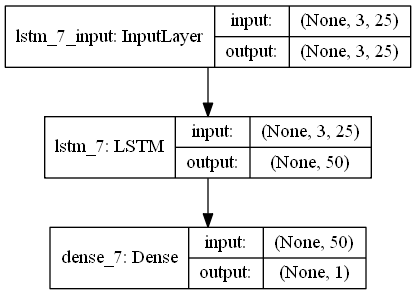 lstm_7_input: InputLayer
input: (None, 3, 25)
output: (None, 3, 25)
lstm_7: LSTM
input: (None, 3, 25)
output: (None, 50)
dense_7: Dense
input: (None, 50)
output: (None, 1)